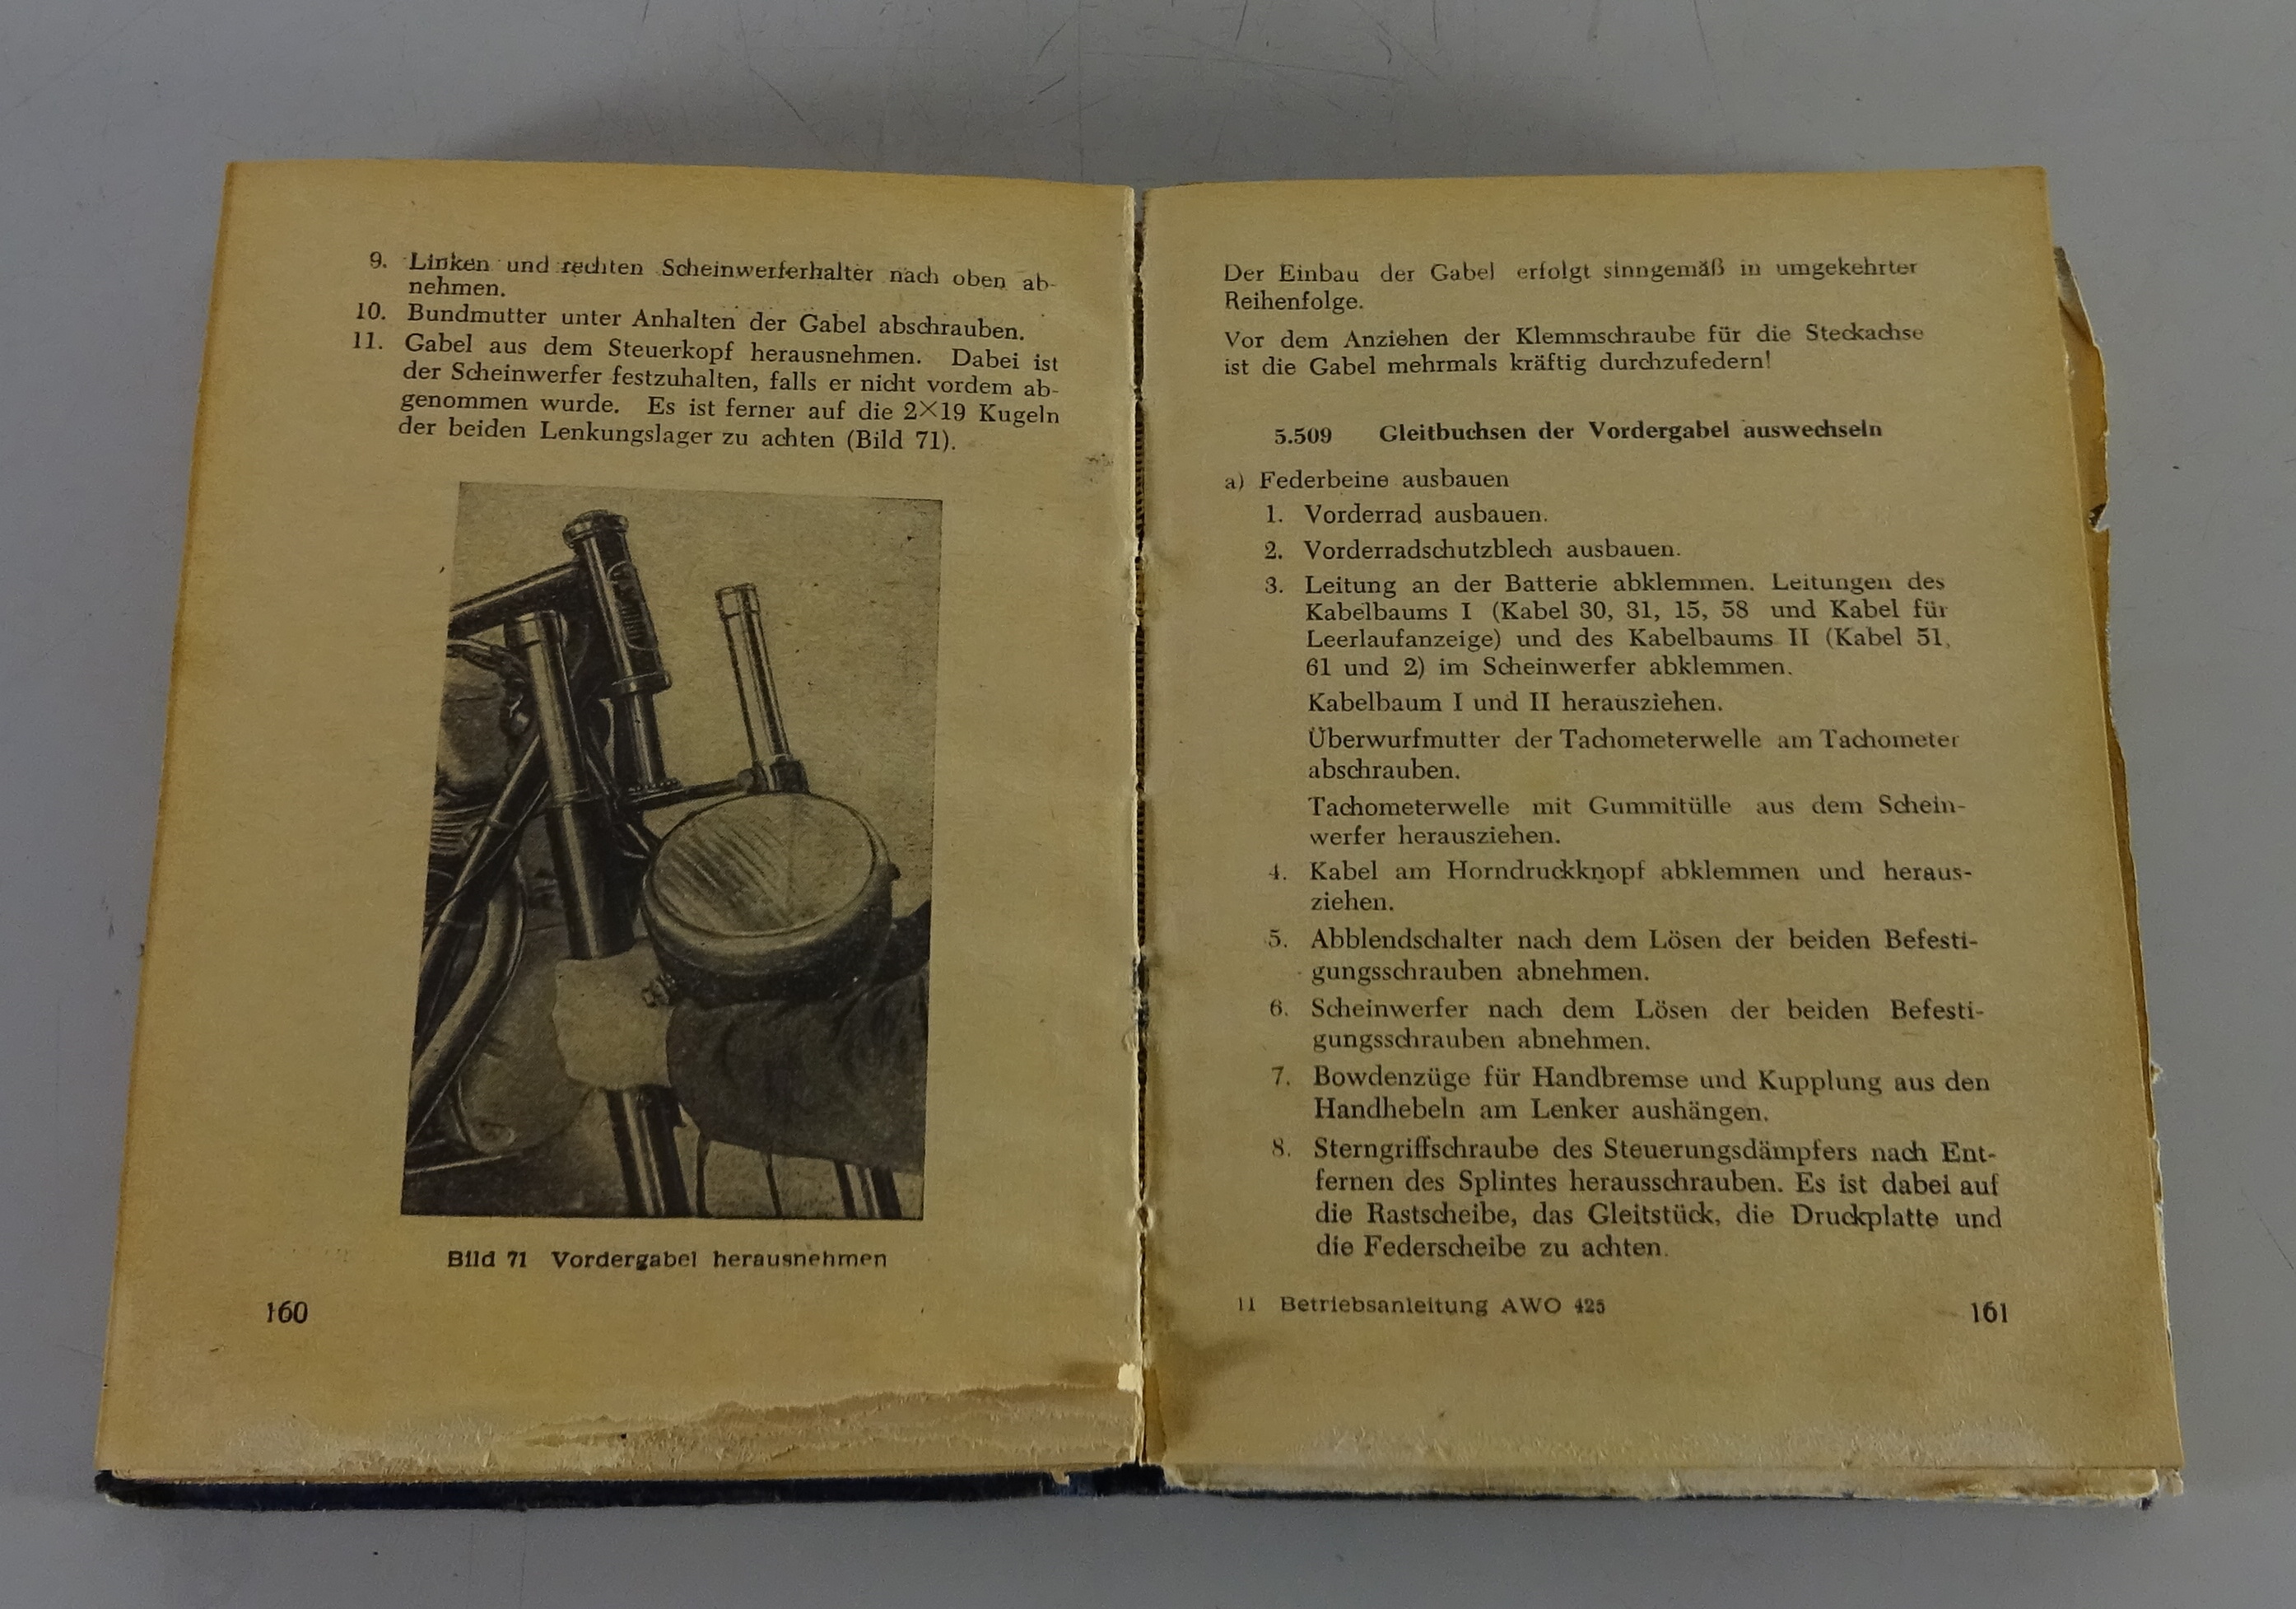 9. Linken und rechten Scheinwerferhalter nach oben ab-
nehmen.
10. Bundmutter unter Anhalten der Gabel abschrauben.
11. Gabel aus dem Steuerkopf herausnehmen. Dabei ist
der Scheinwerfer festzuhalten, falls er nicht vordem ab-
genommen wurde. Es ist ferner auf die 2×19 Kugeln
der beiden Lenkungslager zu achten (Bild 71).
Bild 71 Vordergabel herausnehmen
160
Der Einbau der Gabel erfolgt sinngemäß in umgekehrter
Reihenfolge.
Vor dem Anziehen der Klemmschraube für die Steckachse
ist die Gabel mehrmals kräftig durchzufedern!
5.509 Gleitbuchsen der Vordergabel auswechseln
a) Federbeine ausbauen
1. Vorderrad ausbauen.
2. Vorderradschutzblech ausbauen.
3. Leitung an der Batterie abklemmen. Leitungen des
Kabelbaums I (Kabel 30, 31, 15, 58 und Kabel für
Leerlaufanzeige) und des Kabelbaums II (Kabel 51,
61 und 2) im Scheinwerfer abklemmen.
Kabelbaum I und II herausziehen.
Überwurfmutter der Tachometerwelle am Tachometer
abschrauben.
Tachometerwelle mit Gummitülle aus dem Schein-
werfer herausziehen.
4. Kabel am Horndruckknopf abklemmen und heraus-
ziehen.
5. Abblendschalter nach dem Lösen der beiden Befesti-
gungsschrauben abnehmen.
6. Scheinwerfer nach dem Lösen der beiden Befesti-
gungsschrauben abnehmen.
7. Bowdenzüge für Handbremse und Kupplung aus den
Handhebeln am Lenker aushängen.
8. Sterngriffschraube des Steuerungsdämpfers nach Ent-
fernen des Splintes herausschrauben. Es ist dabei auf
die Rastscheibe, das Gleitstück, die Druckplatte und
die Federscheibe zu achten.
11 Betriebsanleitung AWO 425
161